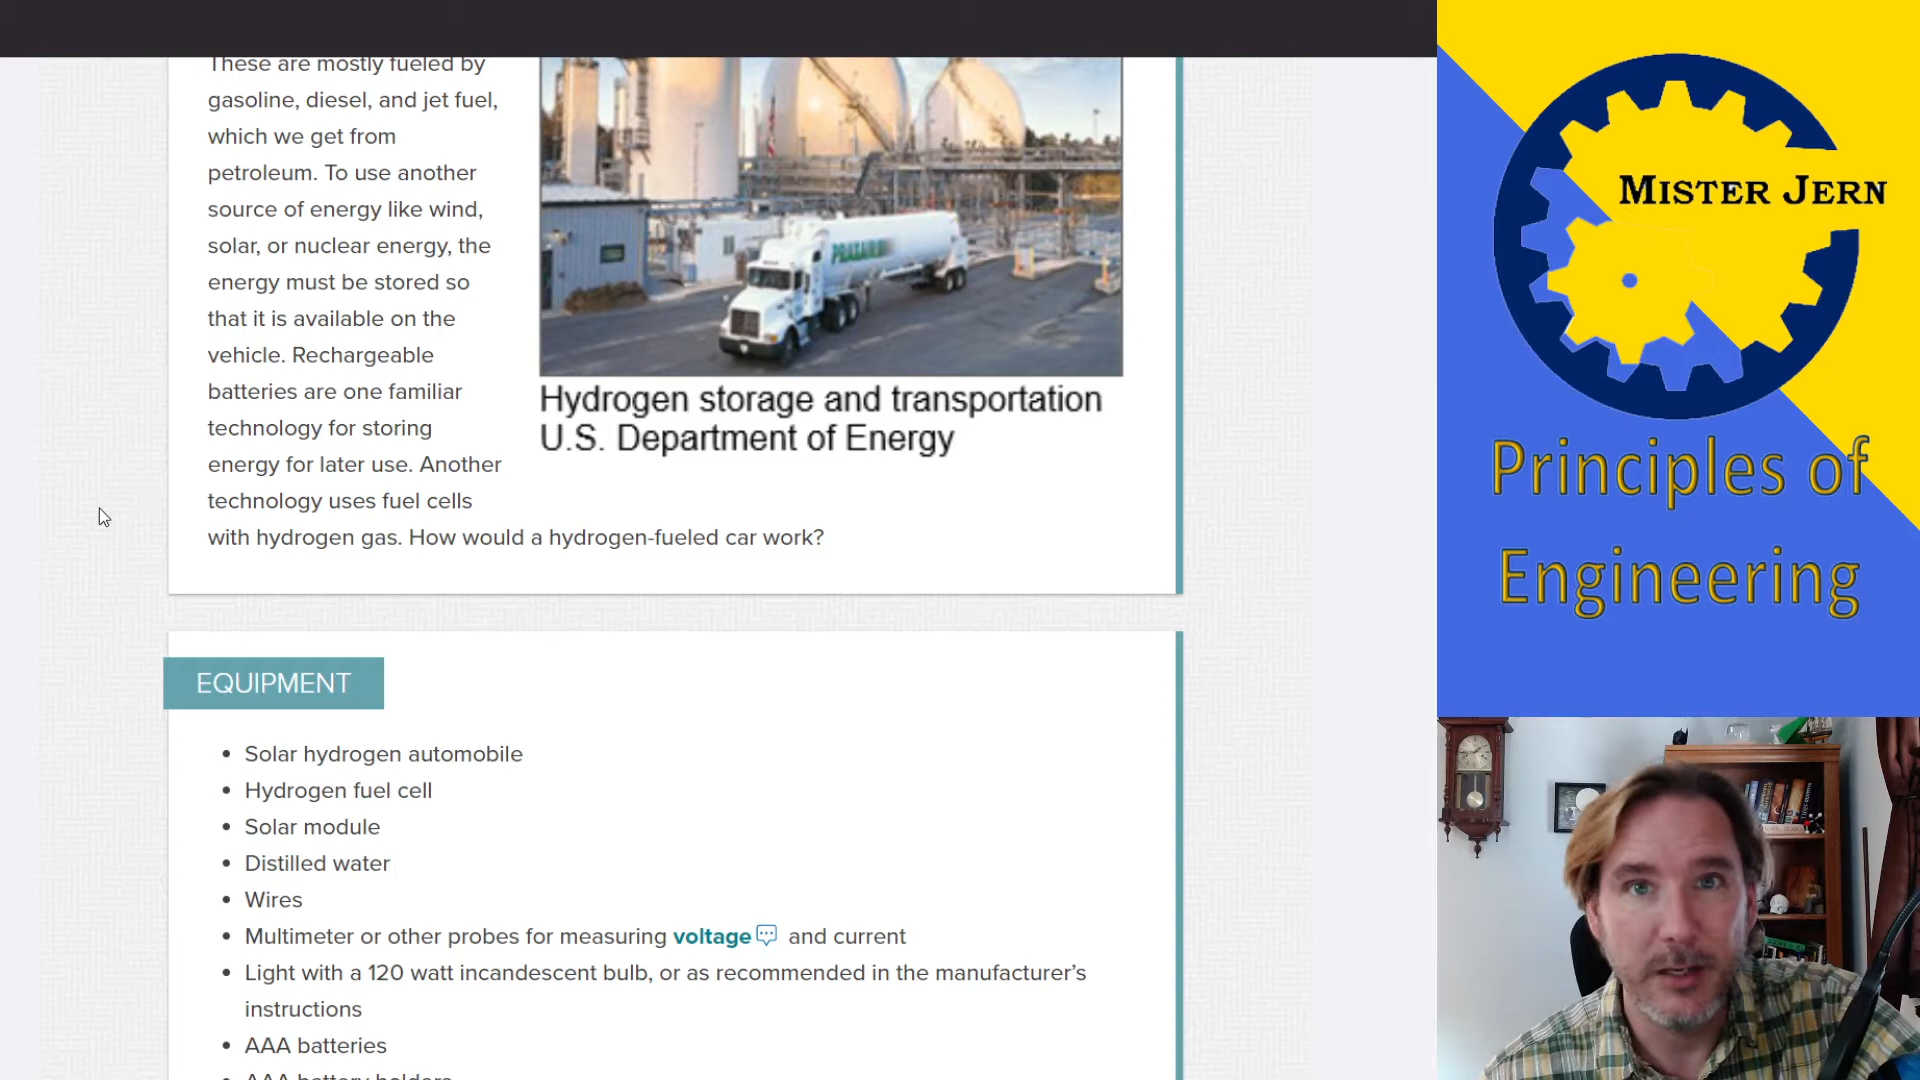 These are mostly fueled by
gasoline, diesel, and jet fuel,
which we get from
petroleum. To use another
source of energy like wind,
solar, or nuclear energy, the
energy must be stored so
that it is available on the
vehicle. Rechargeable
batteries are one familiar
technology for storing
energy for later use. Another
technology uses fuel cells
with hydrogen gas. How would a hydrogen-fueled car work?
PRAXAIR
Hydrogen storage and transportation
U.S. Department of Energy
EQUIPMENT
• Solar hydrogen automobile
• Hydrogen fuel cell
• Solar module
• Distilled water
• Wires
• Multimeter or other probes for measuring voltage and current
• Light with a 120 watt incandescent bulb, or as recommended in the manufacturer’s
instructions
• AAA batteries
• AAA battery holders
MISTER JERN
Principles of
Engineering